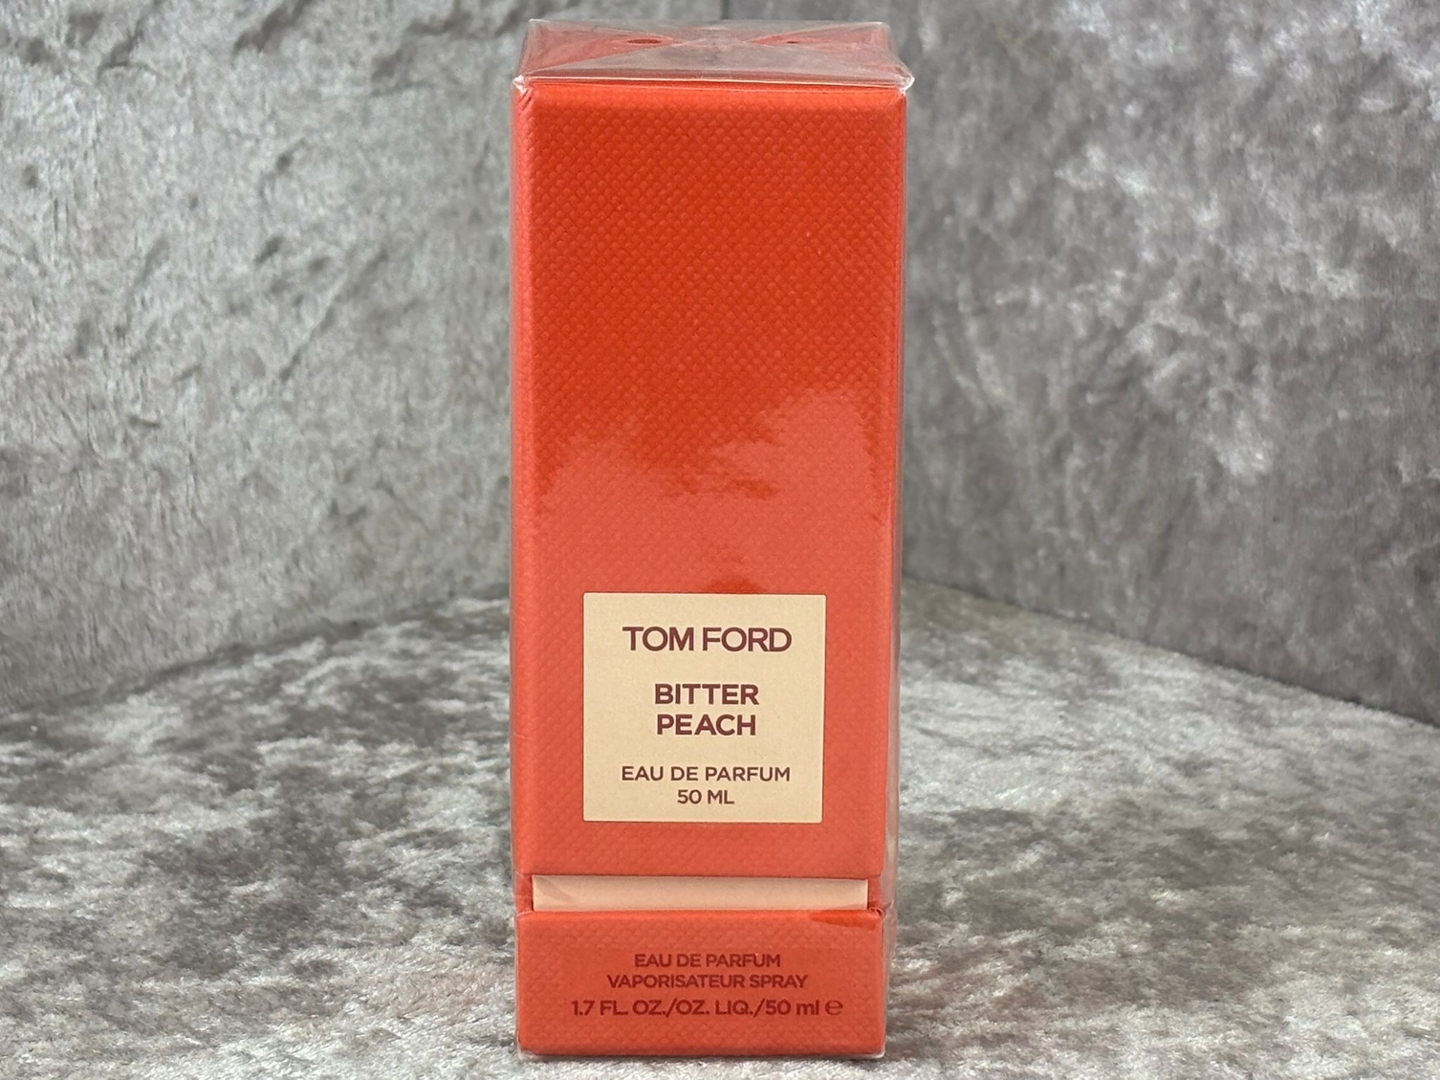 TOM FORD
BITTER
PEACH
EAU DE PARFUM
50 ML
EAU DE PARFUM
VAPORISATEUR SPRAY
1.7 FL. OZ./OZ. LIQ./50 ml ℮